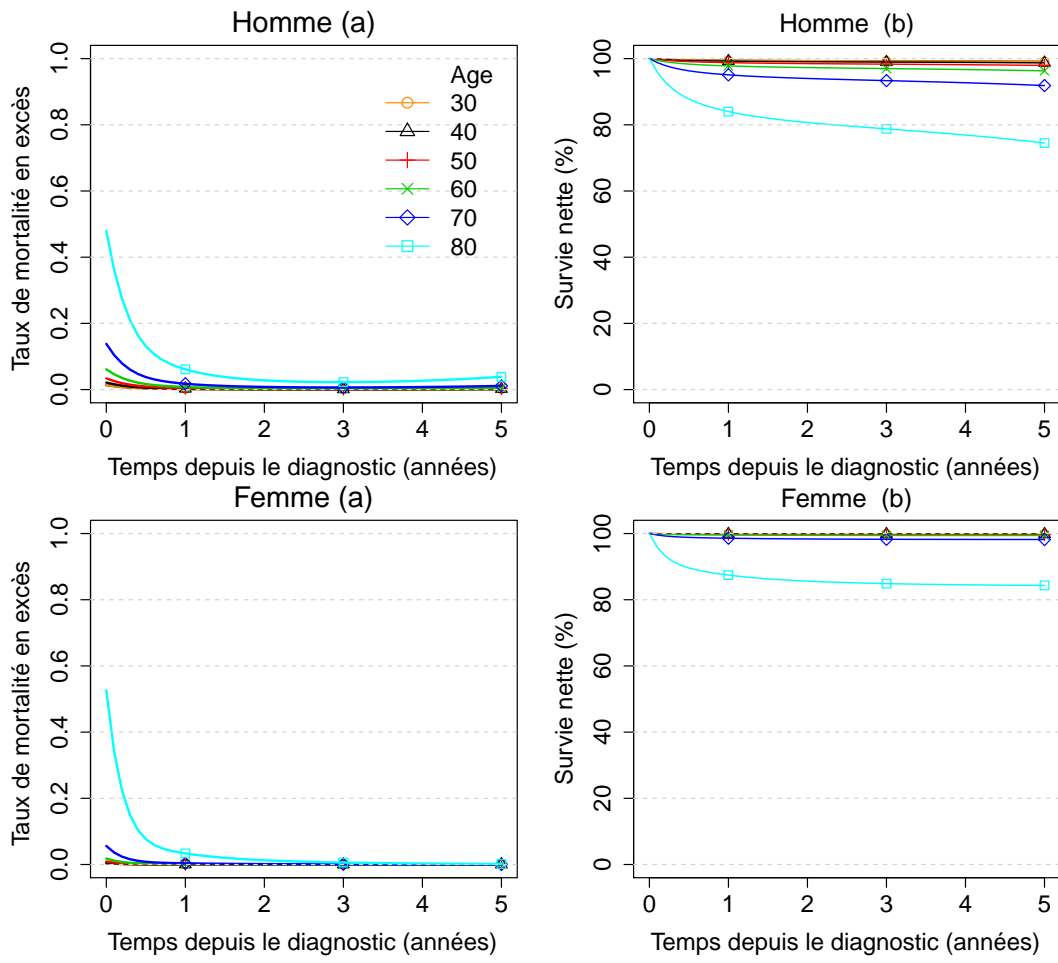 Homme (a)
Taux de mortalité en excès
1.0
0.8
0.6
0.4
0.2
0.0
Age
30
40
50
60
70
80
0 1 2 3 4 5
Temps depuis le diagnostic (années)
Homme (b)
Survie nette (%)
100
80
60
40
20
0
0 1 2 3 4 5
Temps depuis le diagnostic (années)
Femme (a)
Taux de mortalité en excès
1.0
0.8
0.6
0.4
0.2
0.0
0 1 2 3 4 5
Temps depuis le diagnostic (années)
Femme (b)
Survie nette (%)
100
80
60
40
20
0
0 1 2 3 4 5
Temps depuis le diagnostic (années)